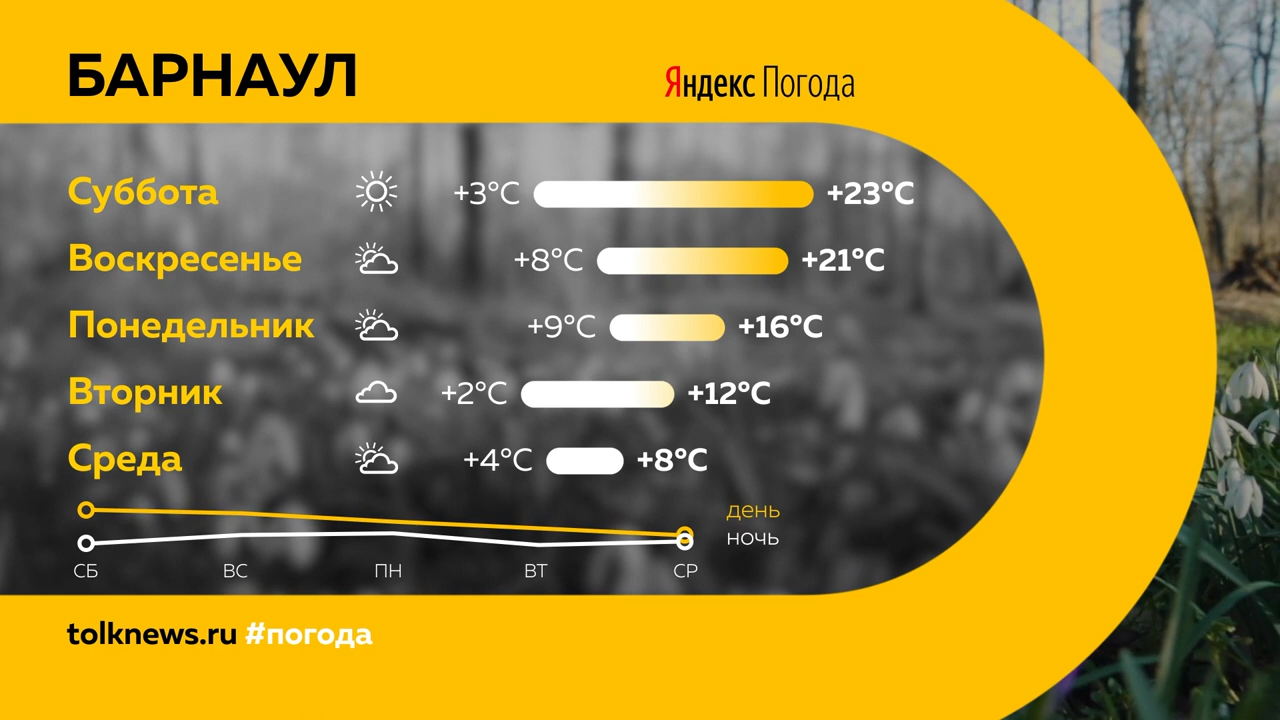 БАРНАУЛ
Яндекс Погода
Суббота +3°C +23°C
Воскресенье +8°C +21°C
Понедельник +9°C +16°C
Вторник +2°C +12°C
Среда +4°C +8°C
день
ночь
СБ ВС ПН ВТ СР
tolknews.ru #погода